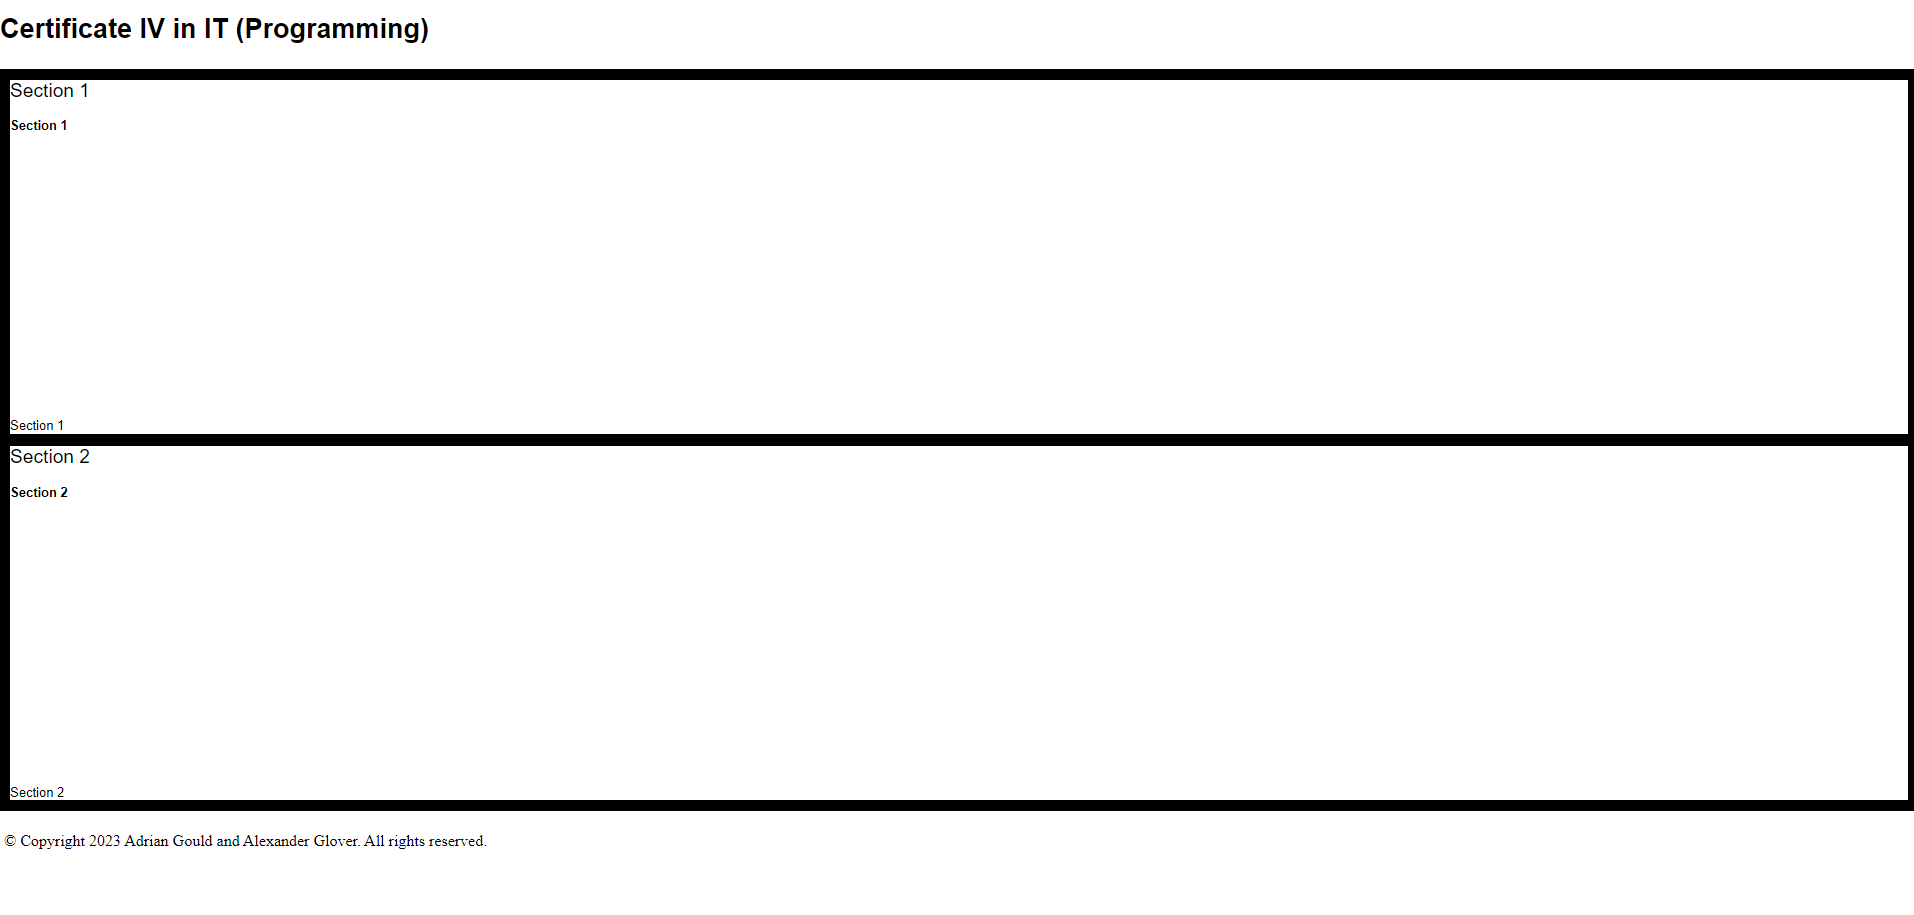 Certificate IV in IT (Programming)
Section 1
Section 1
Section 1
Section 2
Section 2
Section 2
© Copyright 2023 Adrian Gould and Alexander Glover. All rights reserved.